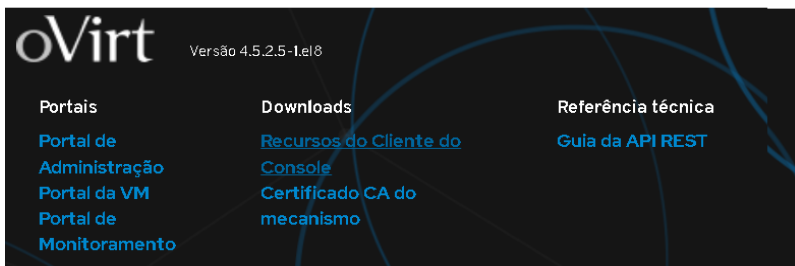 oVirt
Versão 4.5.2.5-1.el8
Portais
Portal de
Administração
Portal da VM
Portal de
Monitoramento
Downloads
Recursos do Cliente do
Console
Certificado CA do
mecanismo
Referência técnica
Guia da API REST